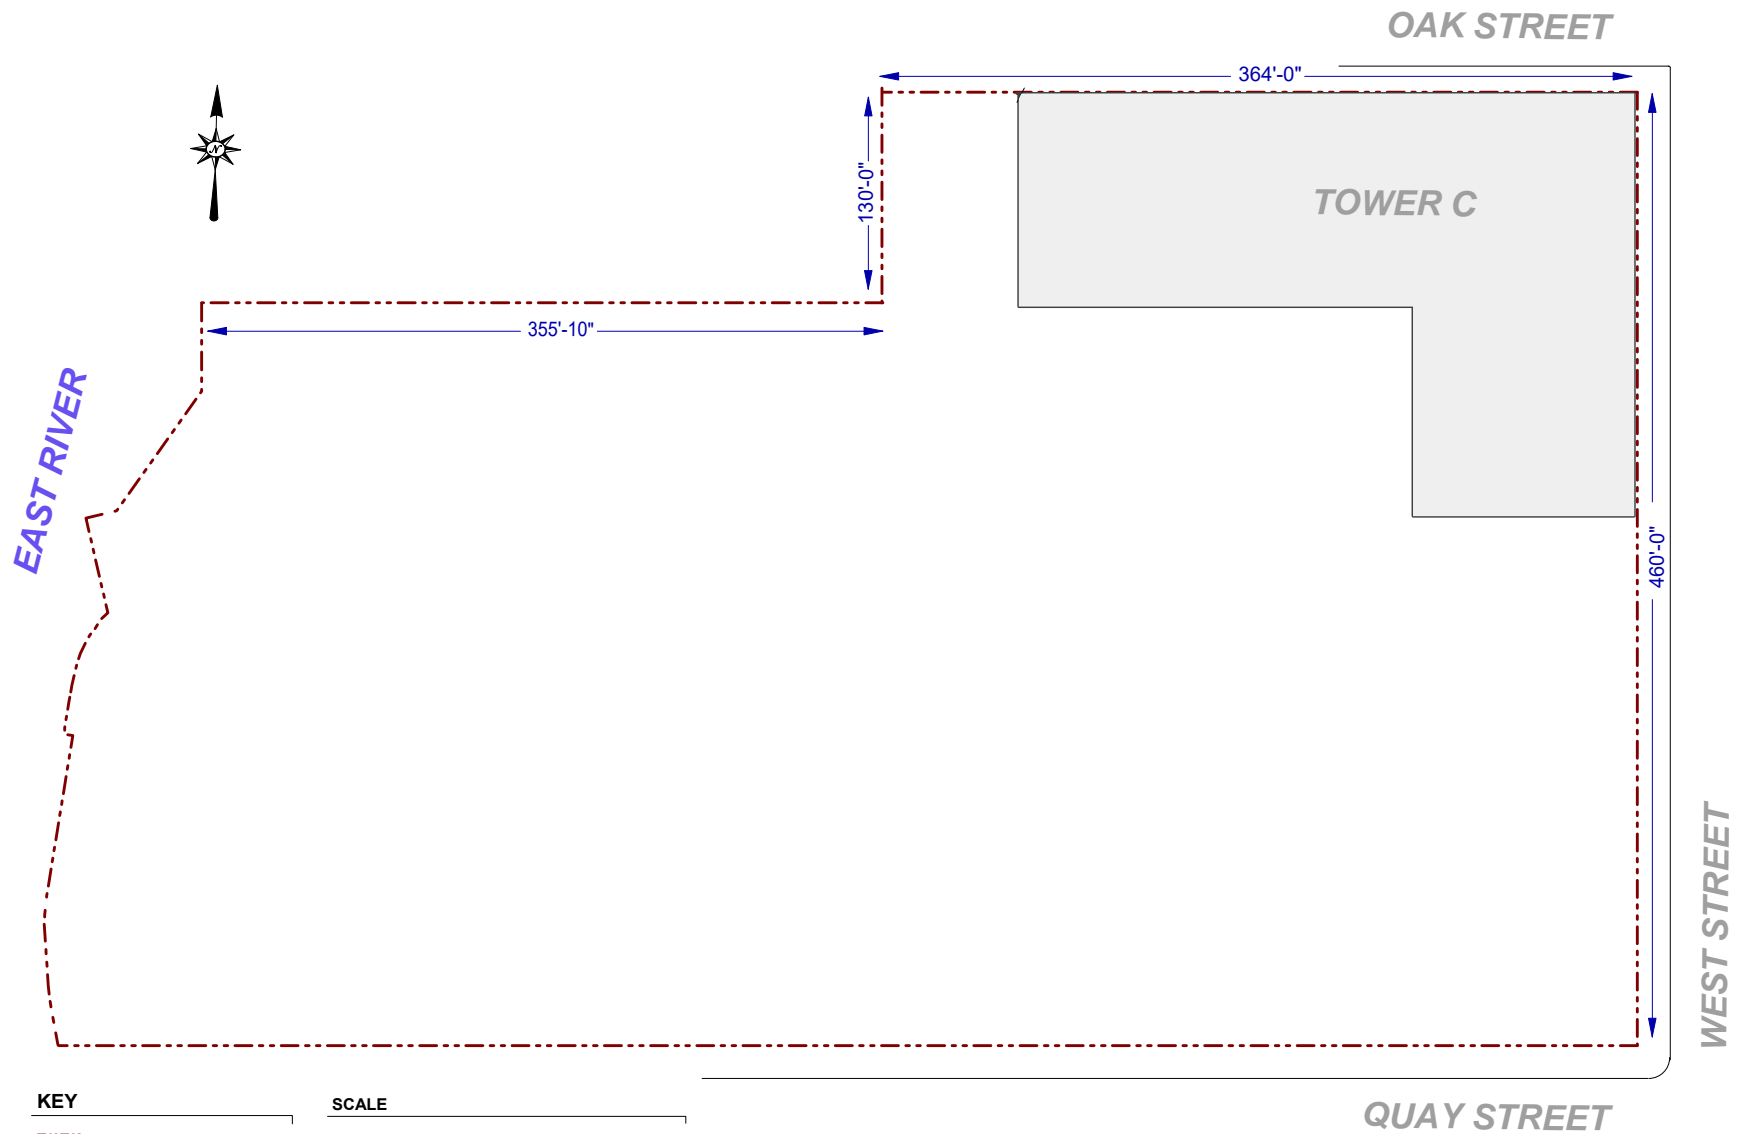 OAK STREET
364'-0"
130'-0"
N
TOWER C
355'-10"
EAST RIVER
460'-0"
WEST STREET
KEY
SCALE
QUAY STREET